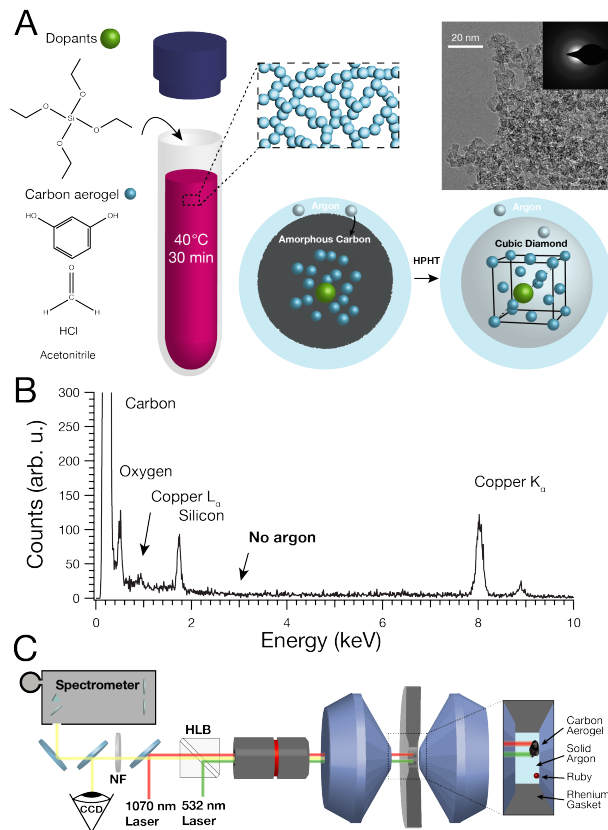 A
Dopants
O
O
Si
O
O
Carbon aerogel
HO
OH
O
H
H
HCl
Acetonitrile
40°C
30 min
20 nm
Argon
Amorphous Carbon
HPHT
Argon
Cubic Diamond
B
Counts (arb. u.)
300
250
200
150
100
50
0
Carbon
Oxygen
Copper Lα
Silicon
No argon
Copper Kα
0
2
4
6
8
10
Energy (keV)
C
Spectrometer
HLB
NF
CCD
1070 nm
Laser
532 nm
Laser
Carbon
Aerogel
Solid
Argon
Ruby
Rhenium
Gasket